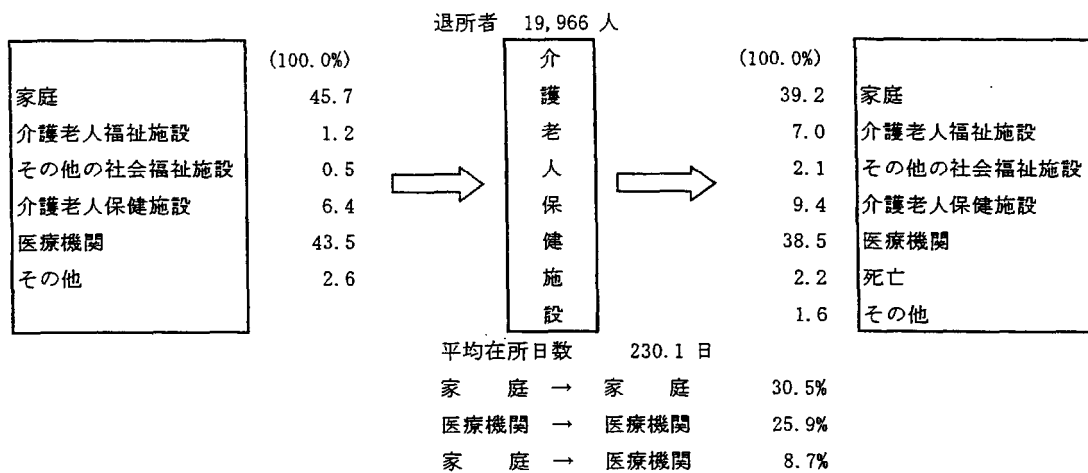 退所者 19,966 人
(100.0%) 介 (100.0%)
家庭 45.7 護 39.2 家庭
介護老人福祉施設 1.2 老 7.0 介護老人福祉施設
その他の社会福祉施設 0.5 人 2.1 その他の社会福祉施設
介護老人保健施設 6.4 保 9.4 介護老人保健施設
医療機関 43.5 健 38.5 医療機関
その他 2.6 施 2.2 死亡
設 1.6 その他
平均在所日数 230.1 日
家 庭 → 家 庭 30.5%
医療機関 → 医療機関 25.9%
家 庭 → 医療機関 8.7%